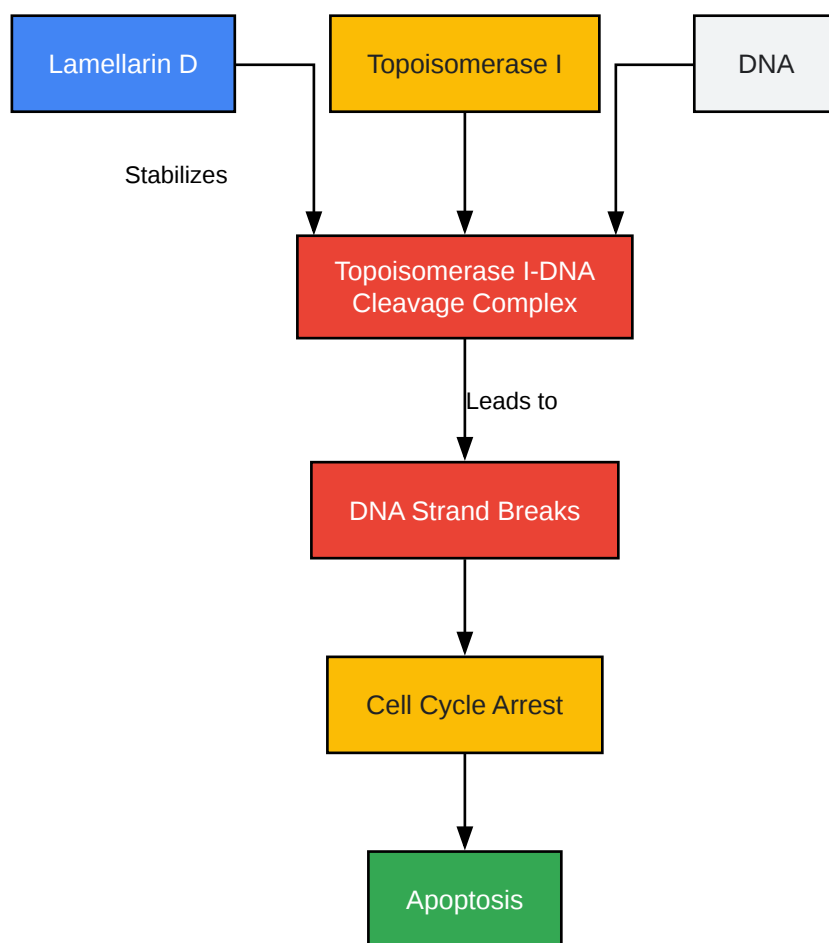 Lamellarin D
Topoisomerase I
DNA
Stabilizes
Topoisomerase I-DNA
Cleavage Complex
Leads to
DNA Strand Breaks
Cell Cycle Arrest
Apoptosis